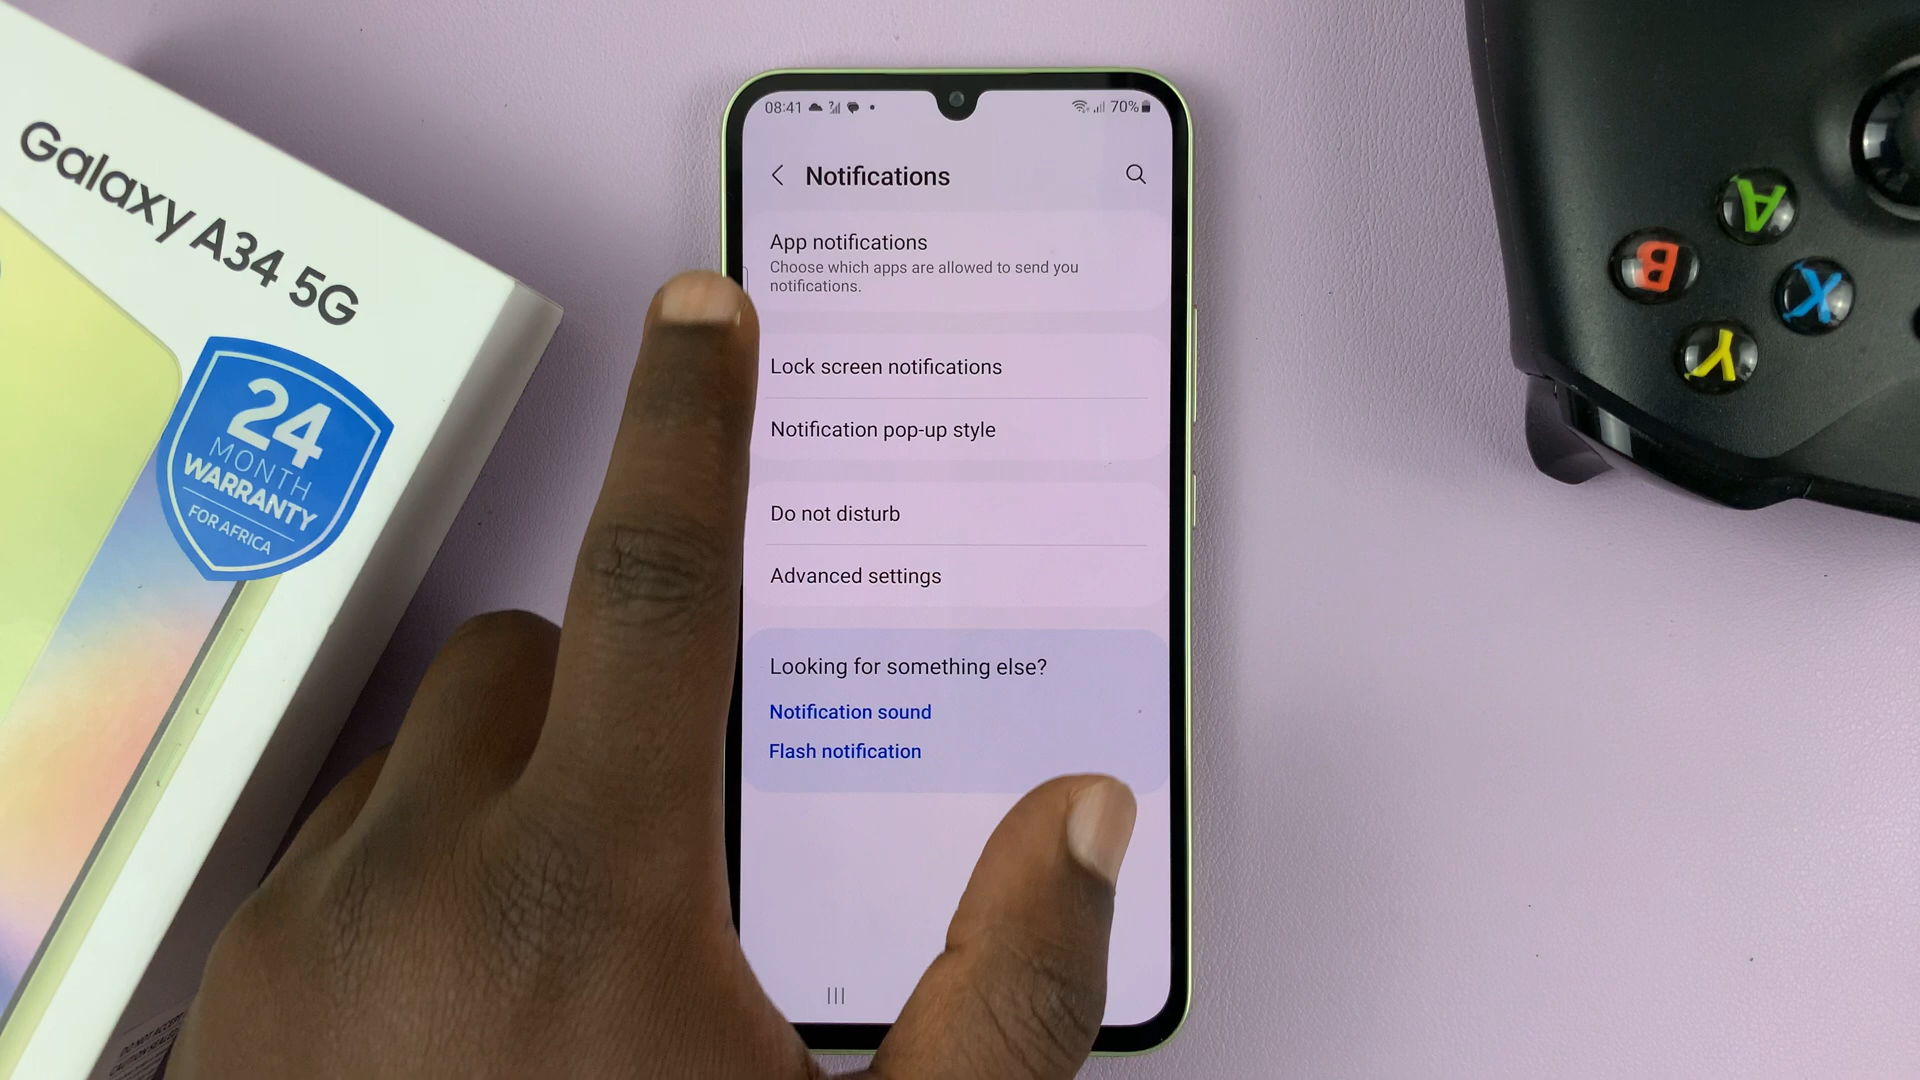 Galaxy A34 5G
24
MONTH
WARRANTY
FOR AFRICA
08:41
70%
Notifications
App notifications
Choose which apps are allowed to send you
notifications.
Lock screen notifications
Notification pop-up style
Do not disturb
Advanced settings
Looking for something else?
Notification sound
Flash notification
A
B
X
Y